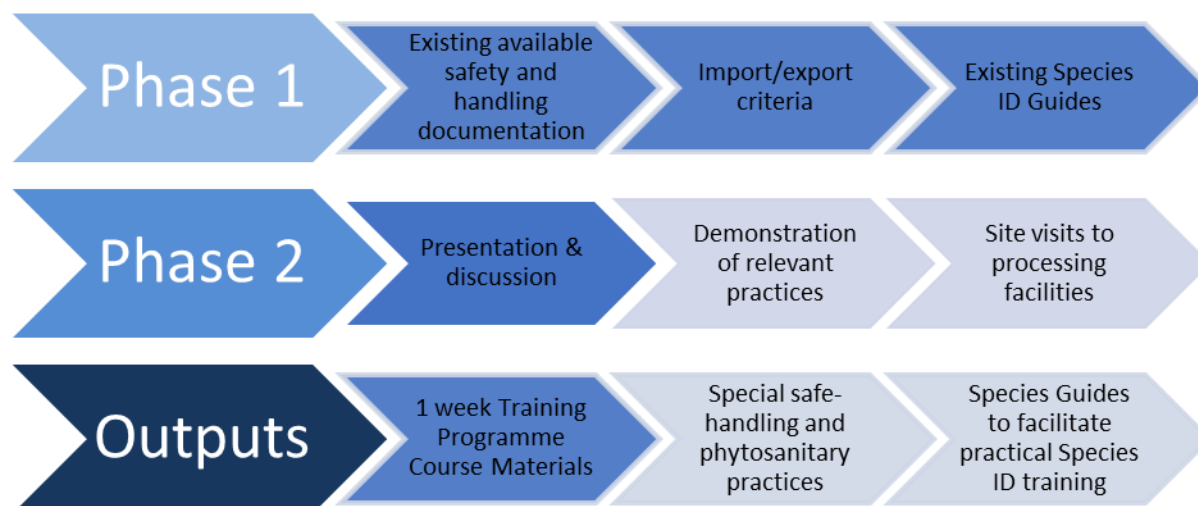 Phase 1
Existing available
safety and
handling
documentation
Import/export
criteria
Existing Species
ID Guides
Phase 2
Presentation &
discussion
Demonstration
of relevant
practices
Site visits to
processing
facilities
Outputs
1 week Training
Programme
Course Materials
Special safe-
handling and
phytosanitary
practices
Species Guides
to facilitate
practical Species
ID training